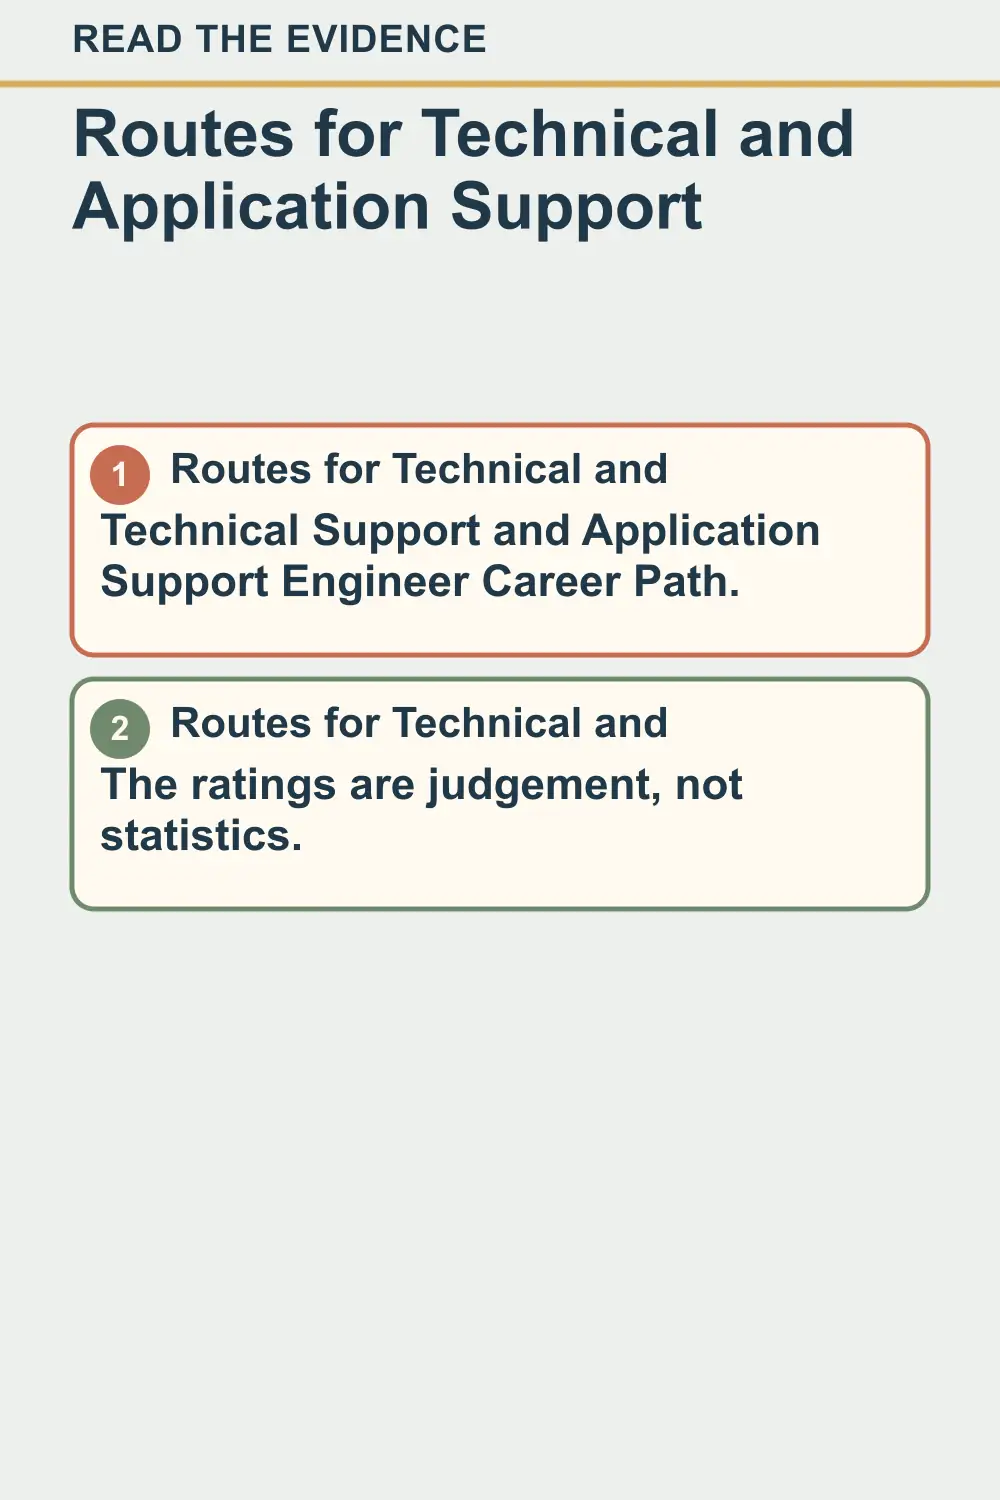 READ THE EVIDENCE
Routes for Technical and
Application Support
1 Routes for Technical and
Technical Support and Application
Support Engineer Career Path.
2 Routes for Technical and
The ratings are judgement, not
statistics.